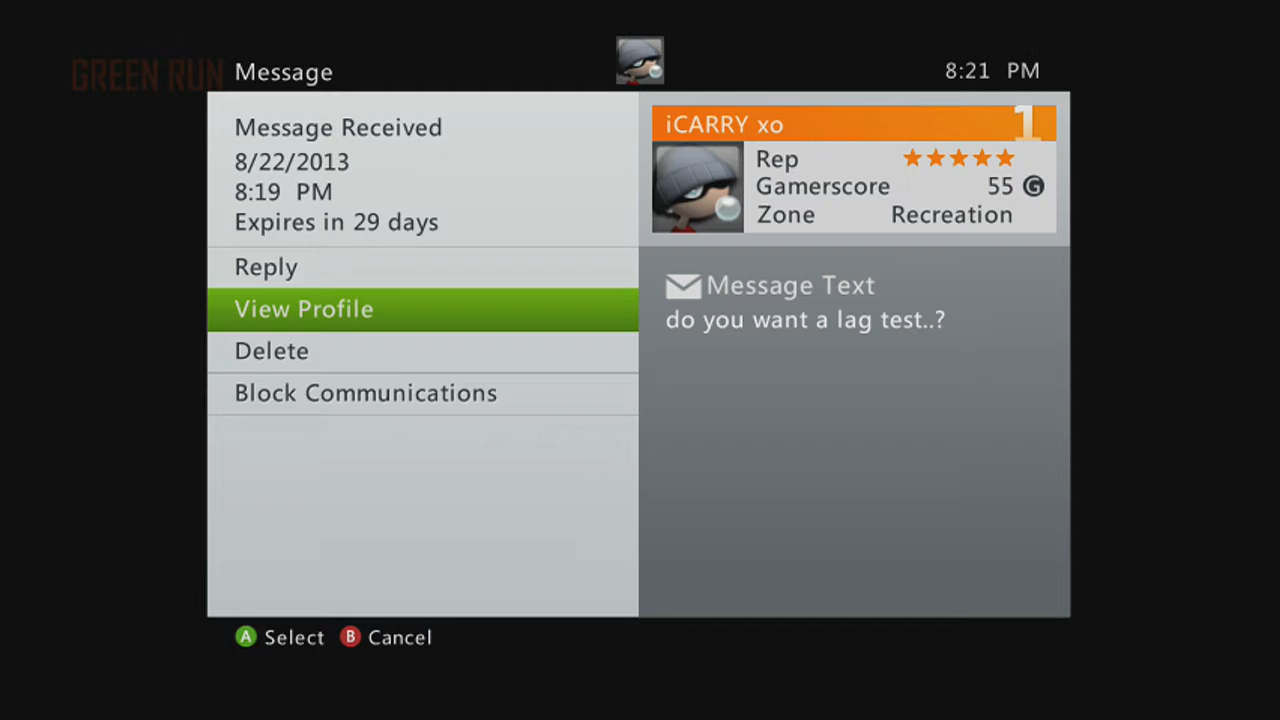 GREEN RUN
Message
8:21 PM
Message Received
8/22/2013
8:19 PM
Expires in 29 days
Reply
View Profile
Delete
Block Communications
iCARRY xo
1
Rep
Gamerscore 55 G
Zone Recreation
Message Text
do you want a lag test..?
A Select B Cancel